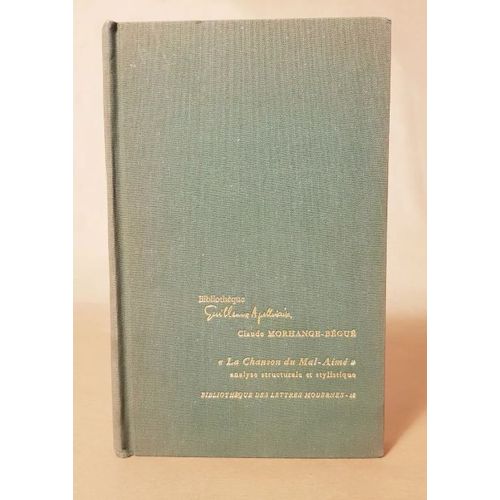 Bibliothèque
Guillaume Apollinaire
Claude MORHANGE-BÉGUÉ
« La Chanson du Mal-Aimé »
analyse structurale et stylistique
BIBLIOTHÈQUE DES LETTRES MODERNES -